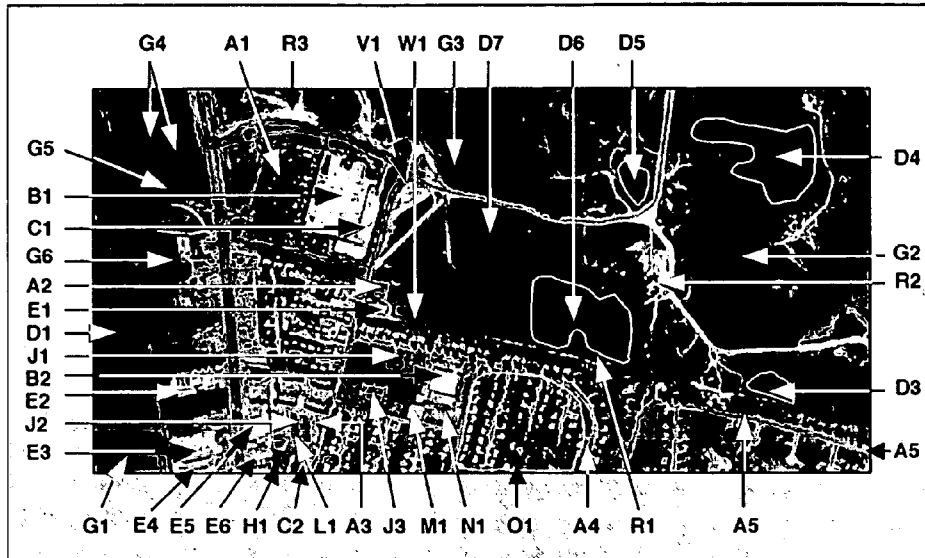 G4 A1 R3 V1 W1 G3 D7 D6 D5
G5
D4
B1
C1
G6
G2
A2
R2
E1
D1
J1
B2
E2
D3
J2
E3
A5
G1 E4 E5 E6 H1 C2 L1 A3 J3 M1 N1 O1 A4 R1 A5